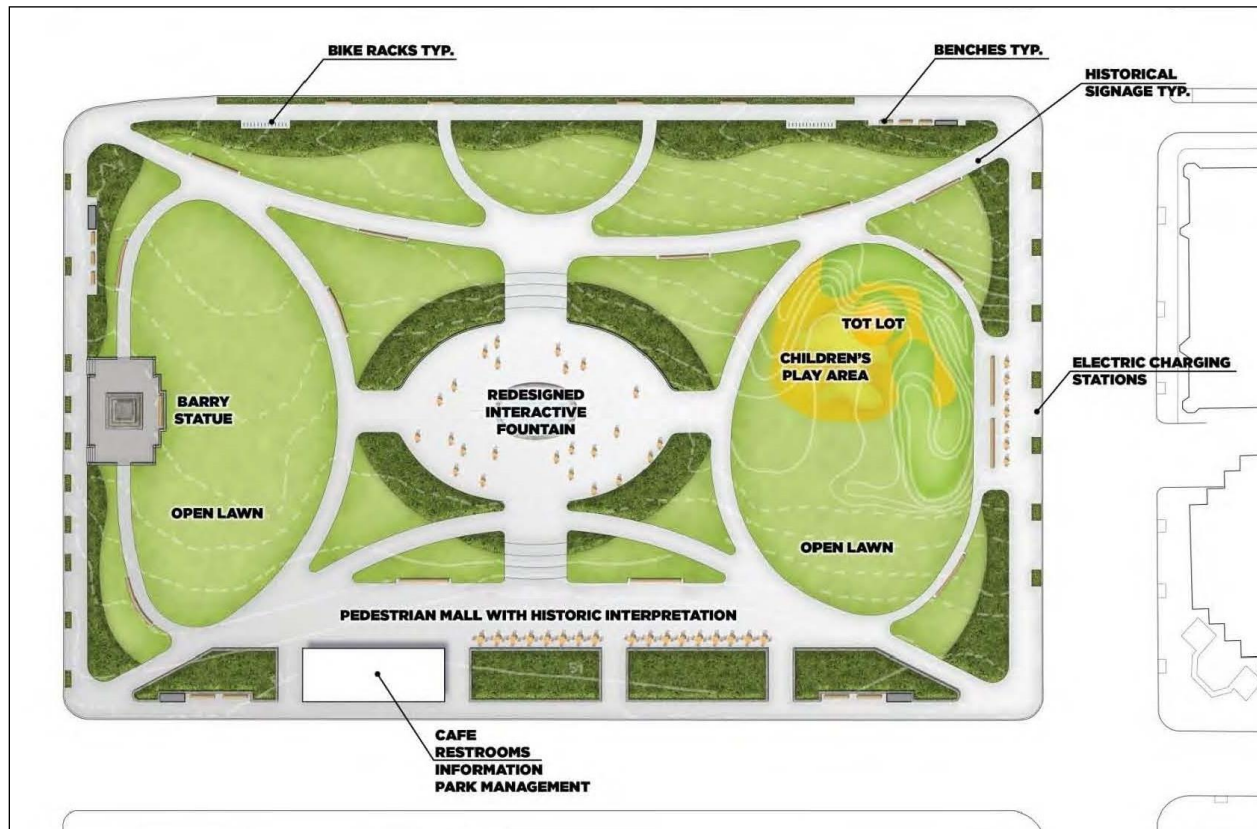 BIKE RACKS TYP.
BENCHES TYP.
HISTORICAL
SIGNAGE TYP.
TOT LOT
CHILDREN'S
PLAY AREA
ELECTRIC CHARGING
STATIONS
BARRY
STATUE
REDESIGNED
INTERACTIVE
FOUNTAIN
OPEN LAWN
OPEN LAWN
PEDESTRIAN MALL WITH HISTORIC INTERPRETATION
51
CAFE
RESTROOMS
INFORMATION
PARK MANAGEMENT